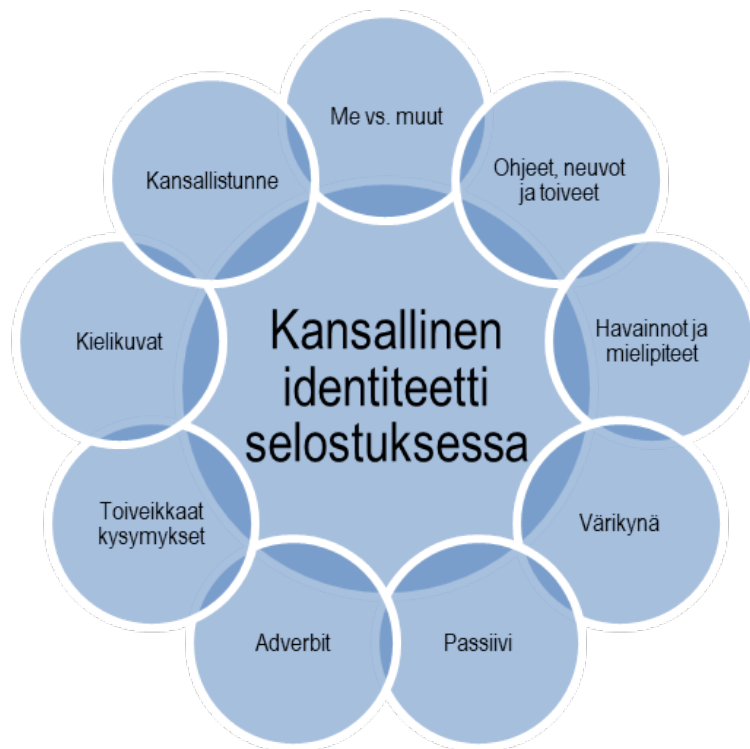 Me vs. muut
Ohjeet, neuvot
ja toiveet
Havainnot ja
mielipiteet
Värikynä
Passiivi
Adverbit
Toiveikkaat
kysymykset
Kielikuvat
Kansallistunne
Kansallinen
identiteetti
selostuksessa